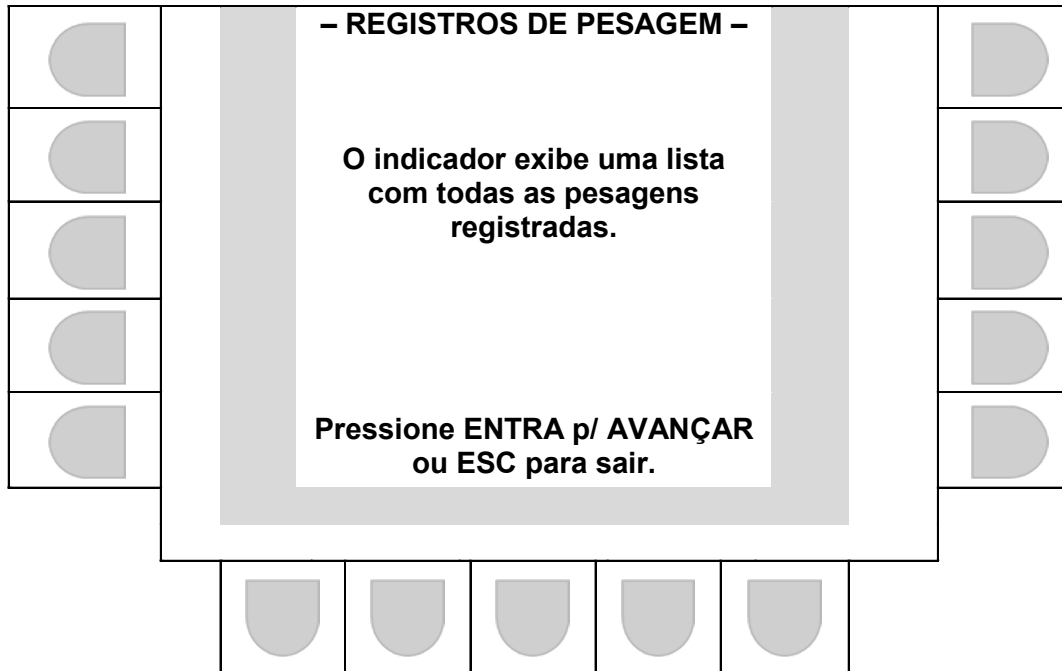 – REGISTROS DE PESAGEM –
O indicador exibe uma lista
com todas as pesagens
registradas.
Pressione ENTRA p/ AVANÇAR
ou ESC para sair.